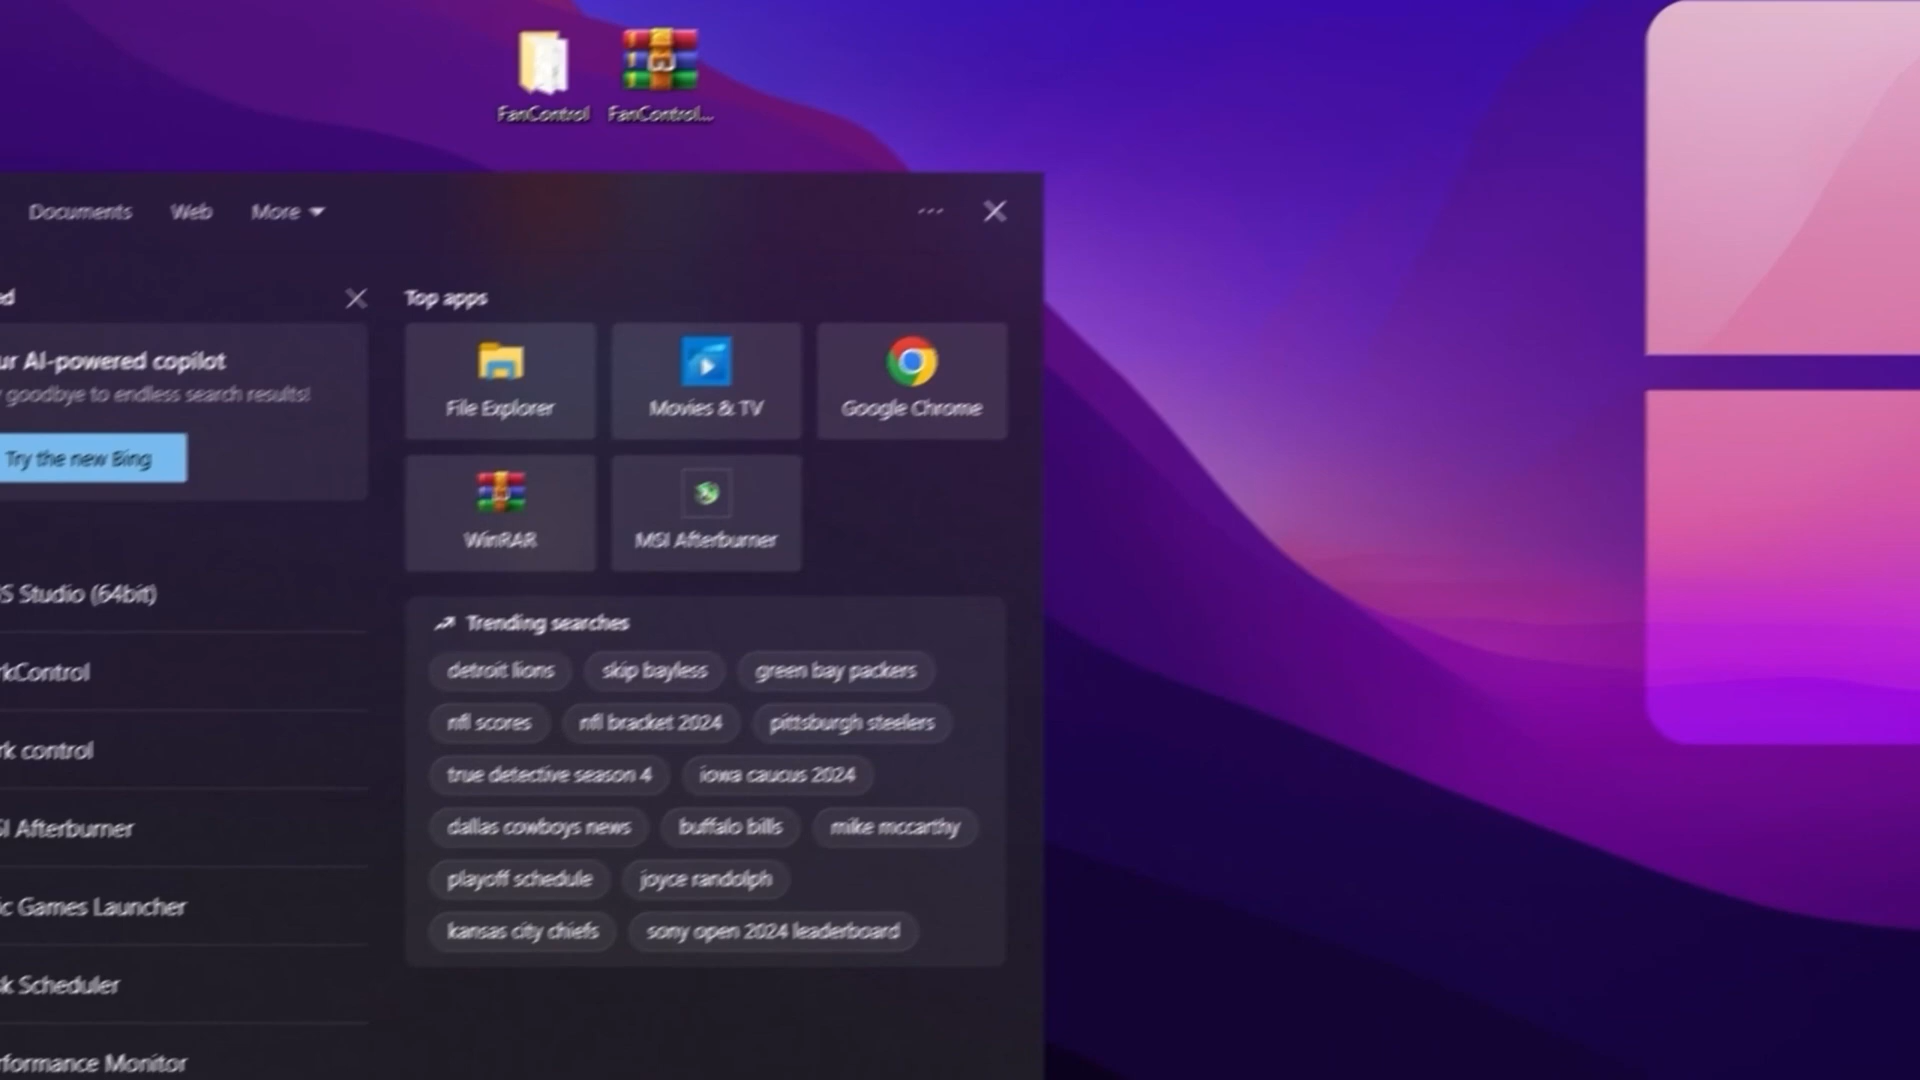 FanControl
FanControl...
Documents Web More
Top apps
AI-powered copilot
goodbye to endless search results!
Try the new Bing
File Explorer
Movies & TV
Google Chrome
WinRAR
MSI Afterburner
Studio (64bit)
control
Afterburner
Games Launcher
Scheduler
Monitor
Trending searches
detroit lions
skip bayless
green bay packers
nfl scores
nfl bracket 2024
pittsburgh steelers
true detective season 4
iowa caucus 2024
dallas cowboys news
buffalo bills
mike mccarthy
playoff schedule
joyce randolph
kansas city chiefs
sony open 2024 leaderboard